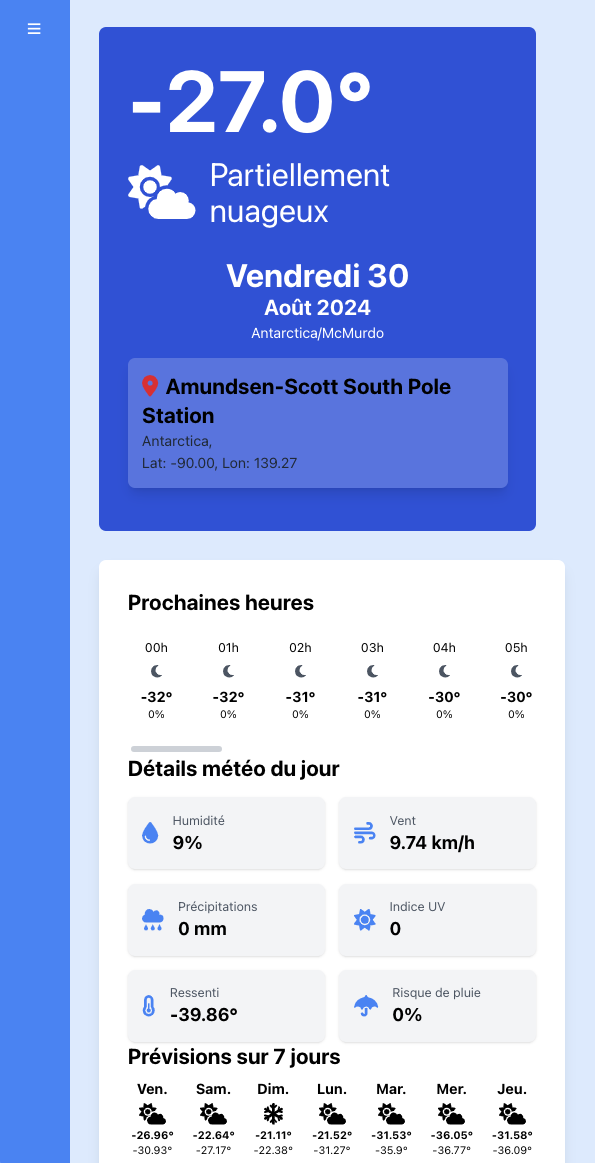 -27.0°
Partiellement
nuageux
Vendredi 30
Août 2024
Antarctica/McMurdo
Amundsen-Scott South Pole
Station
Antarctica,
Lat: -90.00, Lon: 139.27
Prochaines heures
00h 01h 02h 03h 04h 05h
-32° -32° -31° -31° -30° -30°
0% 0% 0% 0% 0% 0%
Détails météo du jour
Humidité Vent
9% 9.74 km/h
Précipitations Indice UV
0 mm 0
Ressenti Risque de pluie
-39.86° 0%
Prévisions sur 7 jours
Ven. Sam. Dim. Lun. Mar. Mer. Jeu.
-26.96° -22.64° -21.11° -21.52° -31.53° -36.05° -31.58°
-30.93° -27.17° -22.38° -31.27° -35.9° -36.77° -36.09°